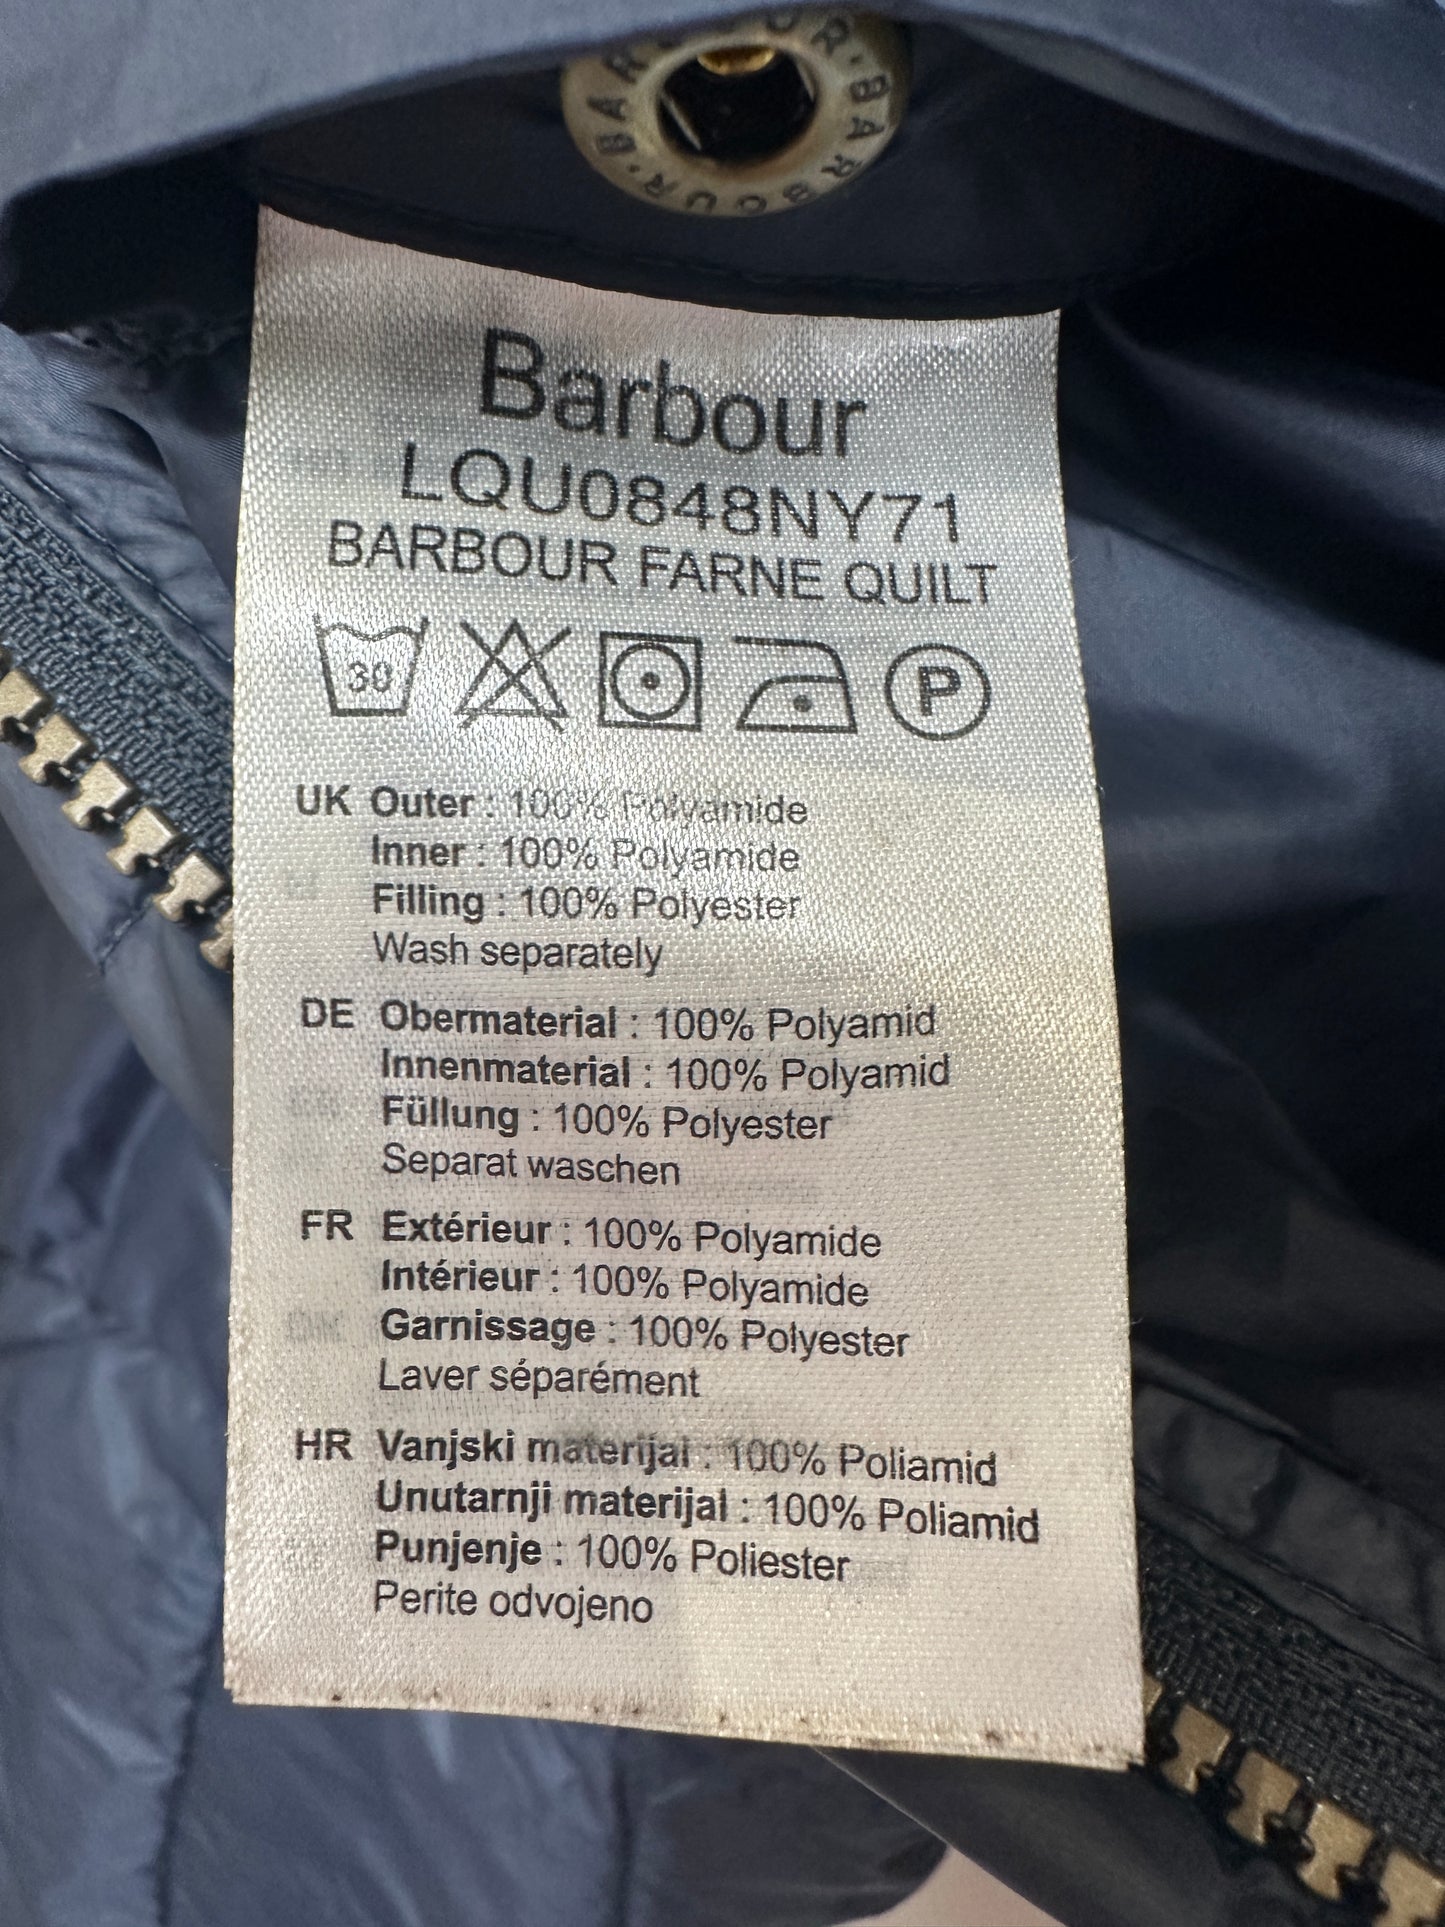 BARBOUR · BARBOUR · BAR
Barbour
LQU0848NY71
BARBOUR FARNE QUILT
30
P
UK Outer : 100% Polyamide
Inner : 100% Polyamide
Filling : 100% Polyester
Wash separately
DE Obermaterial : 100% Polyamid
Innenmaterial : 100% Polyamid
Füllung : 100% Polyester
Separat waschen
FR Extérieur : 100% Polyamide
Intérieur : 100% Polyamide
Garnissage : 100% Polyester
Laver séparément
HR Vanjski materijal : 100% Poliamid
Unutarnji materijal : 100% Poliamid
Punjenje : 100% Poliester
Perite odvojeno